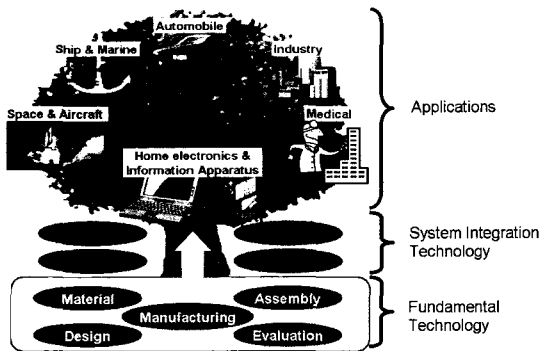 Automobile
Ship & Marine
Industry
Space & Aircraft
Medical
Home electronics &
Information Apparatus
Applications
System Integration
Technology
Material
Assembly
Manufacturing
Design
Evaluation
Fundamental
Technology